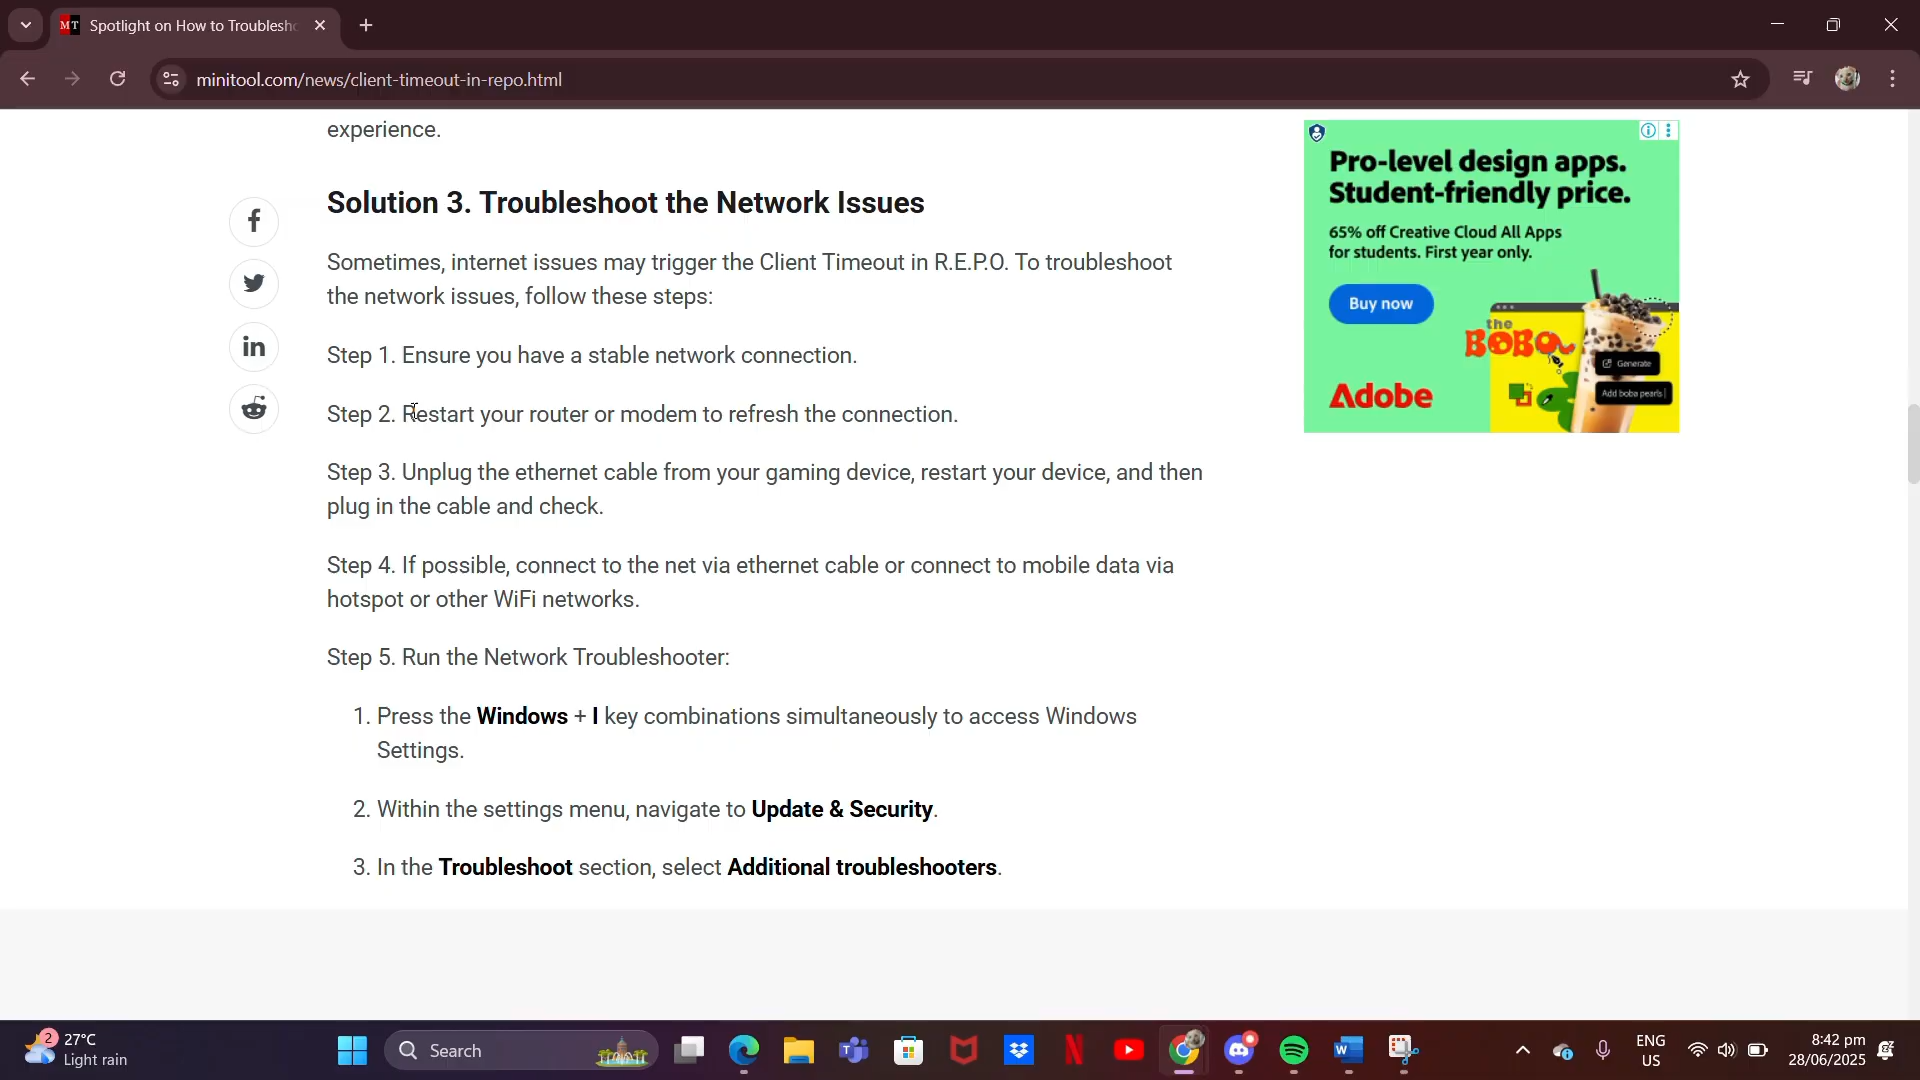 MT Spotlight on How to Troublesho
minitool.com/news/client-timeout-in-repo.html
experience.
Solution 3. Troubleshoot the Network Issues
Sometimes, internet issues may trigger the Client Timeout in R.E.P.O. To troubleshoot
the network issues, follow these steps:
Step 1. Ensure you have a stable network connection.
Step 2. Restart your router or modem to refresh the connection.
Step 3. Unplug the ethernet cable from your gaming device, restart your device, and then
plug in the cable and check.
Step 4. If possible, connect to the net via ethernet cable or connect to mobile data via
hotspot or other WiFi networks.
Step 5. Run the Network Troubleshooter:
1. Press the Windows + I key combinations simultaneously to access Windows
Settings.
2. Within the settings menu, navigate to Update & Security.
3. In the Troubleshoot section, select Additional troubleshooters.
Pro-level design apps.
Student-friendly price.
65% off Creative Cloud All Apps
for students. First year only.
Buy now
the
BOBA
Generate
Add boba pearls
Adobe
2
27°C
Light rain
Search
ENG
US
8:42 pm
28/06/2025